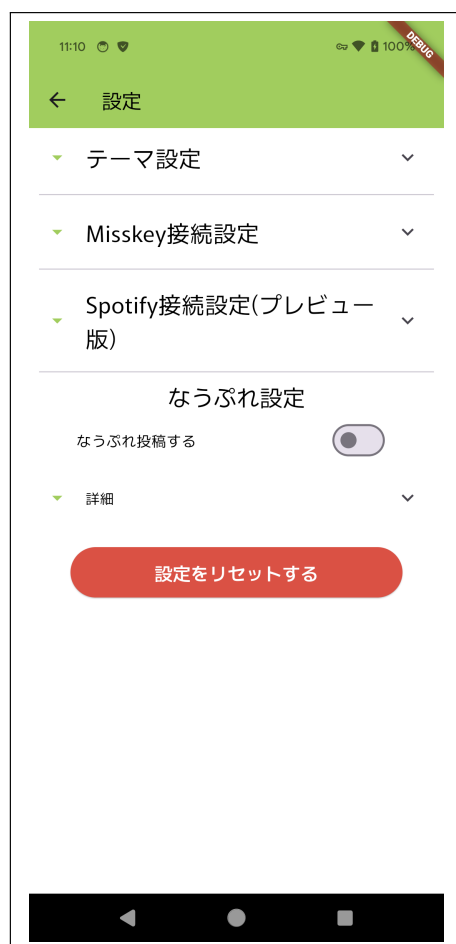 11:10
100%
DEBUG
設定
テーマ設定
Misskey接続設定
Spotify接続設定(プレビュー
版)
なうぷれ設定
なうぷれ投稿する
詳細
設定をリセットする